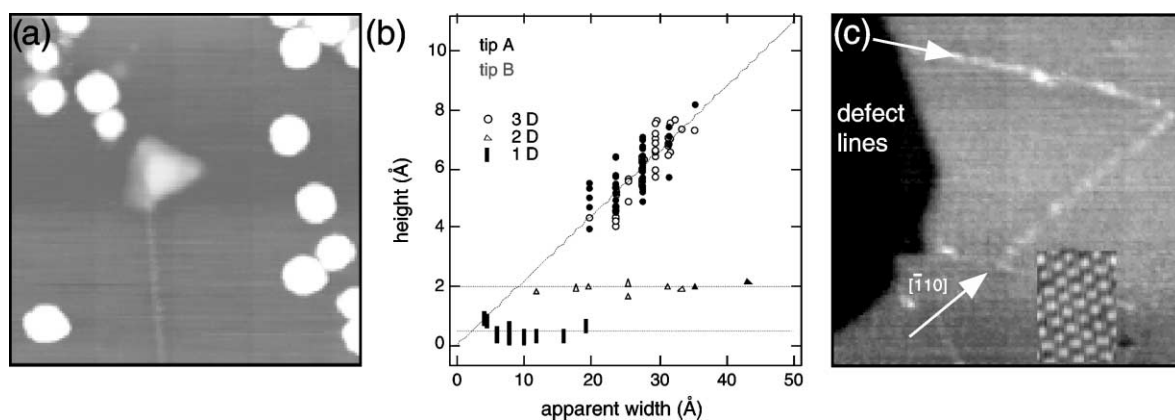 (a)
(b)
tip A
tip B
3 D
2 D
1 D
10
8
6
4
2
0
height (Å)
0
10
20
30
40
50
apparent width (Å)
(c)
defect
lines
[1̅10]